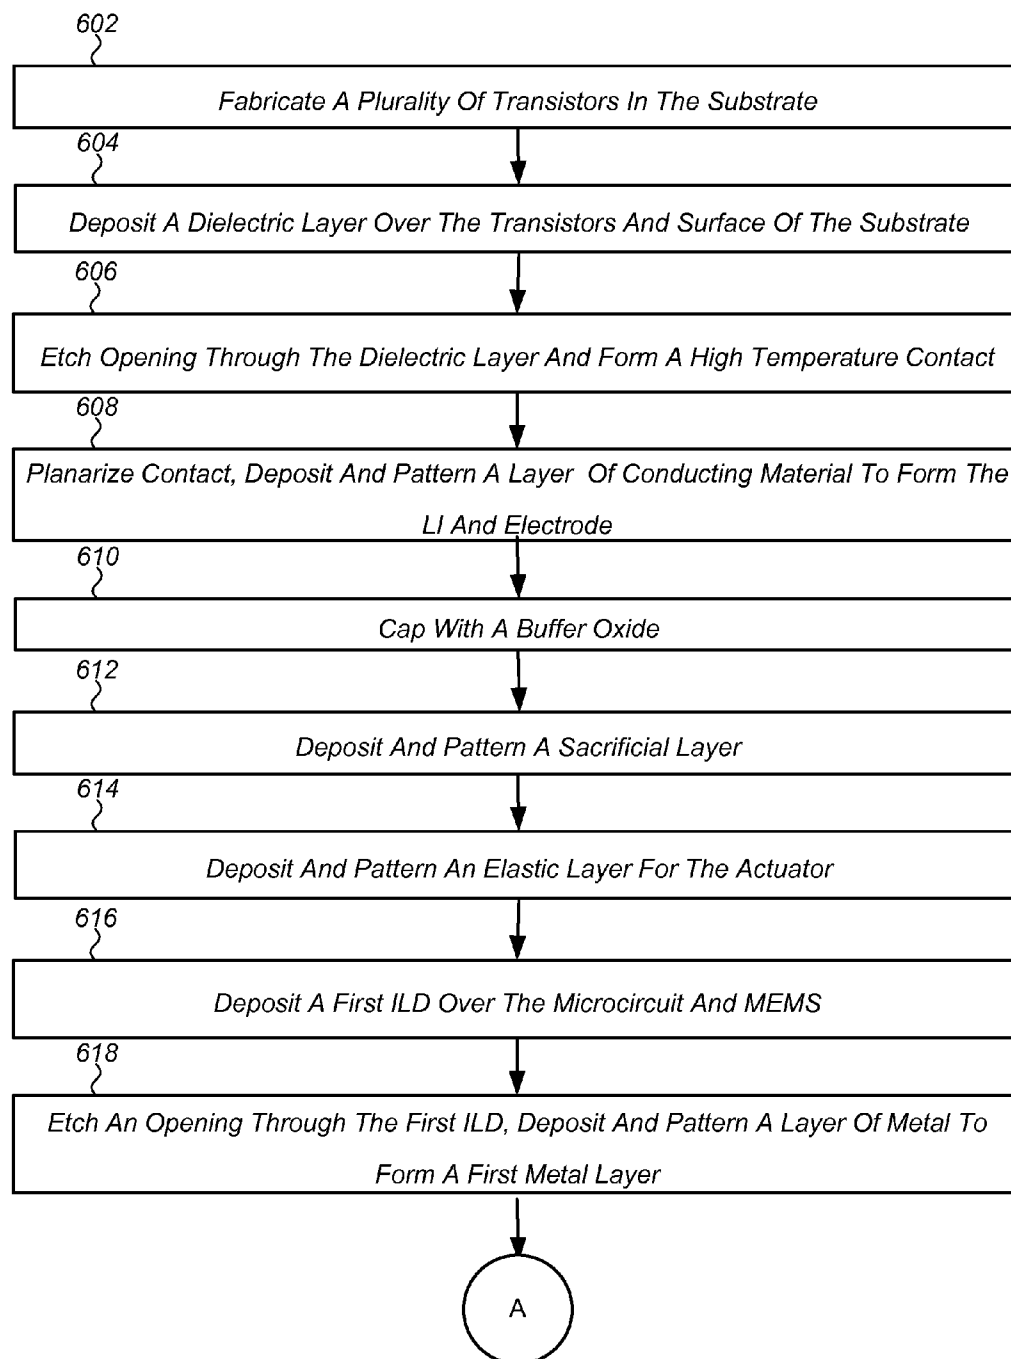 602
Fabricate A Plurality Of Transistors In The Substrate
604
Deposit A Dielectric Layer Over The Transistors And Surface Of The Substrate
606
Etch Opening Through The Dielectric Layer And Form A High Temperature Contact
608
Planarize Contact, Deposit And Pattern A Layer Of Conducting Material To Form The
LI And Electrode
610
Cap With A Buffer Oxide
612
Deposit And Pattern A Sacrificial Layer
614
Deposit And Pattern An Elastic Layer For The Actuator
616
Deposit A First ILD Over The Microcircuit And MEMS
618
Etch An Opening Through The First ILD, Deposit And Pattern A Layer Of Metal To
Form A First Metal Layer
A